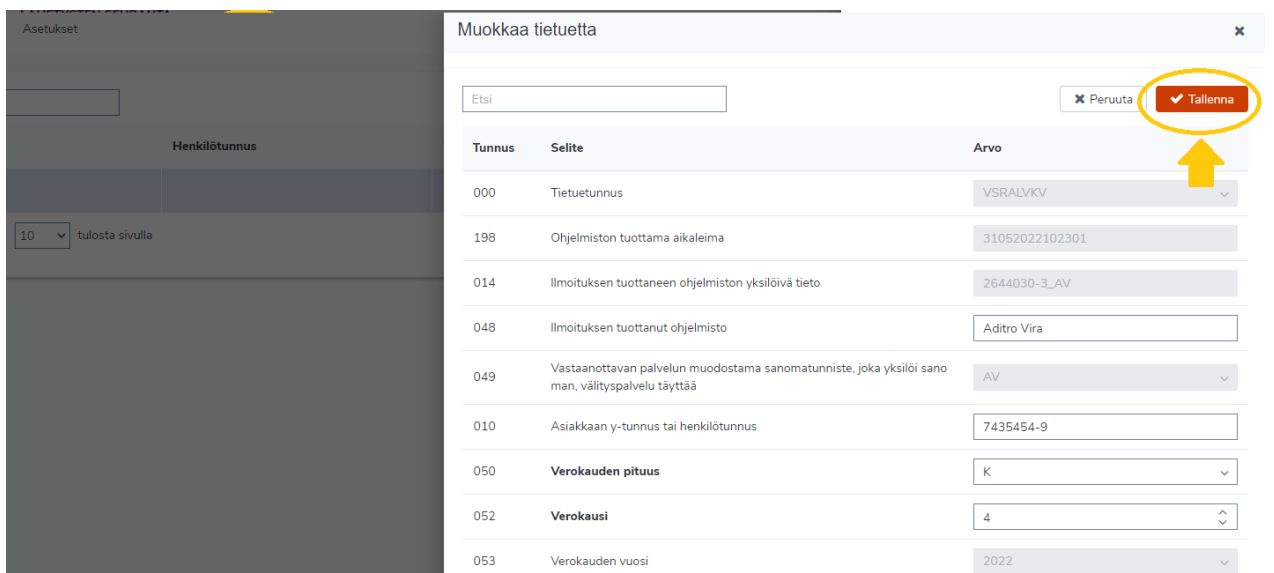 Asetukset
Muokkaa tietuetta
Etsi
Peruuta
Tallenna
Henkilötunnus
10 tulosta sivulla
Tunnus Selite Arvo
000 Tietuetunnus VSRALVKV
198 Ohjelmiston tuottama aikaleima 31052022102301
014 Ilmoituksen tuottaneen ohjelmiston yksilöivä tieto 2644030-3_AV
048 Ilmoituksen tuottanut ohjelmisto Aditro Vira
049 Vastaanottavan palvelun muodostama sanomatunniste, joka yksilöi sano
man, välityspalvelu täyttää AV
010 Asiakkaan y-tunnus tai henkilötunnus 7435454-9
050 Verokauden pituus K
052 Verokausi 4
053 Verokauden vuosi 2022